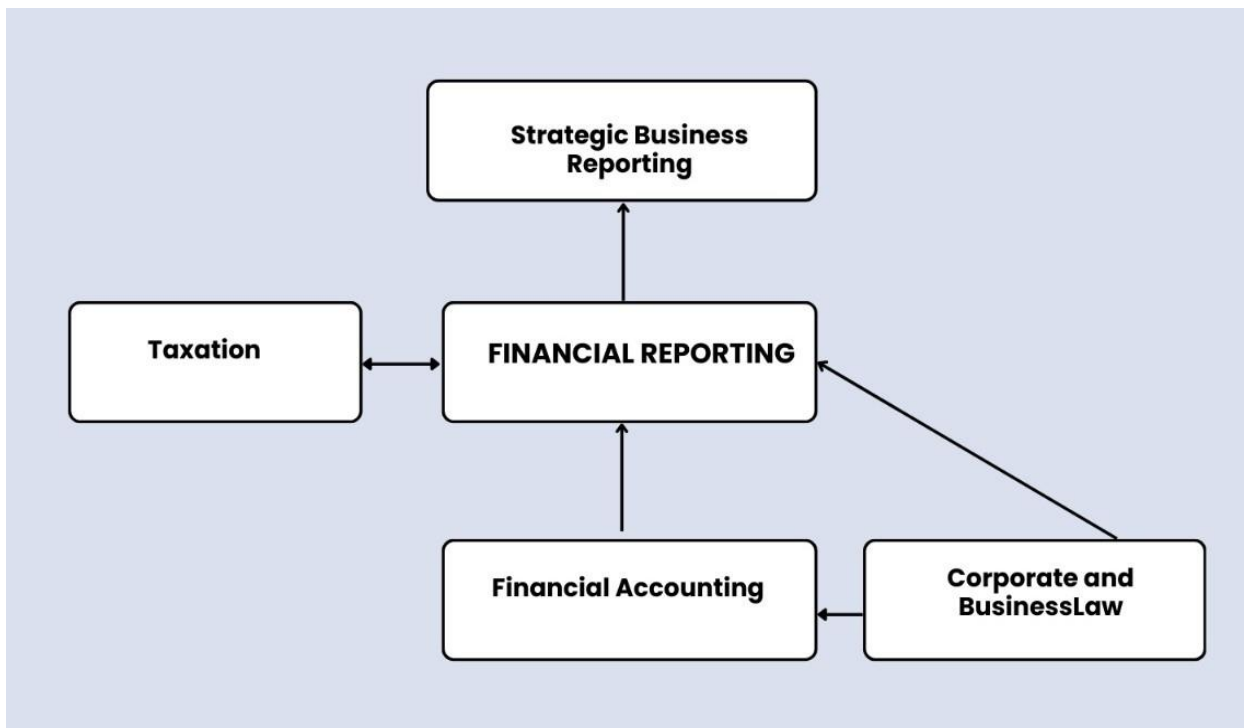 Strategic Business
Reporting
Taxation
FINANCIAL REPORTING
Financial Accounting
Corporate and
BusinessLaw